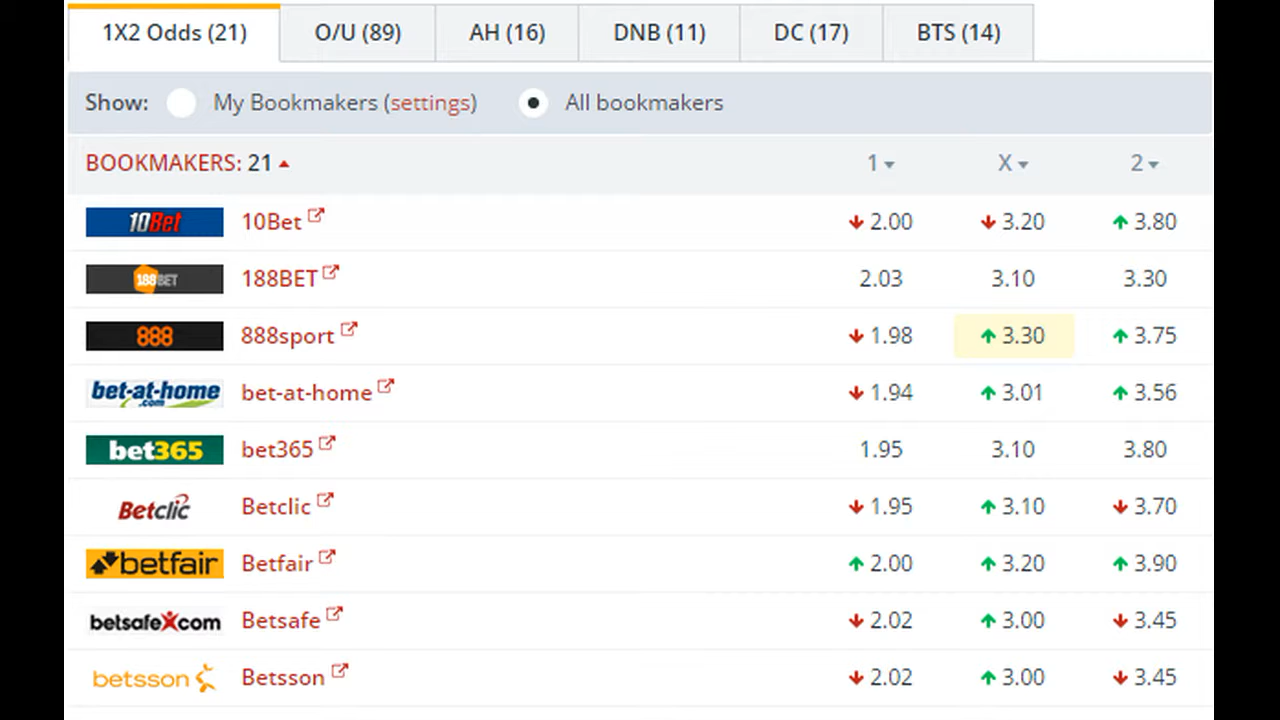 1X2 Odds (21) O/U (89) AH (16) DNB (11) DC (17) BTS (14)
Show: My Bookmakers (settings) All bookmakers
BOOKMAKERS: 21 1 X 2
10Bet 10Bet 2.00 3.20 3.80
188BET 188BET 2.03 3.10 3.30
888 888sport 1.98 3.30 3.75
bet-at-home.com bet-at-home 1.94 3.01 3.56
bet365 bet365 1.95 3.10 3.80
Betclic Betclic 1.95 3.10 3.70
betfair Betfair 2.00 3.20 3.90
betsafe.com Betsafe 2.02 3.00 3.45
betsson Betsson 2.02 3.00 3.45